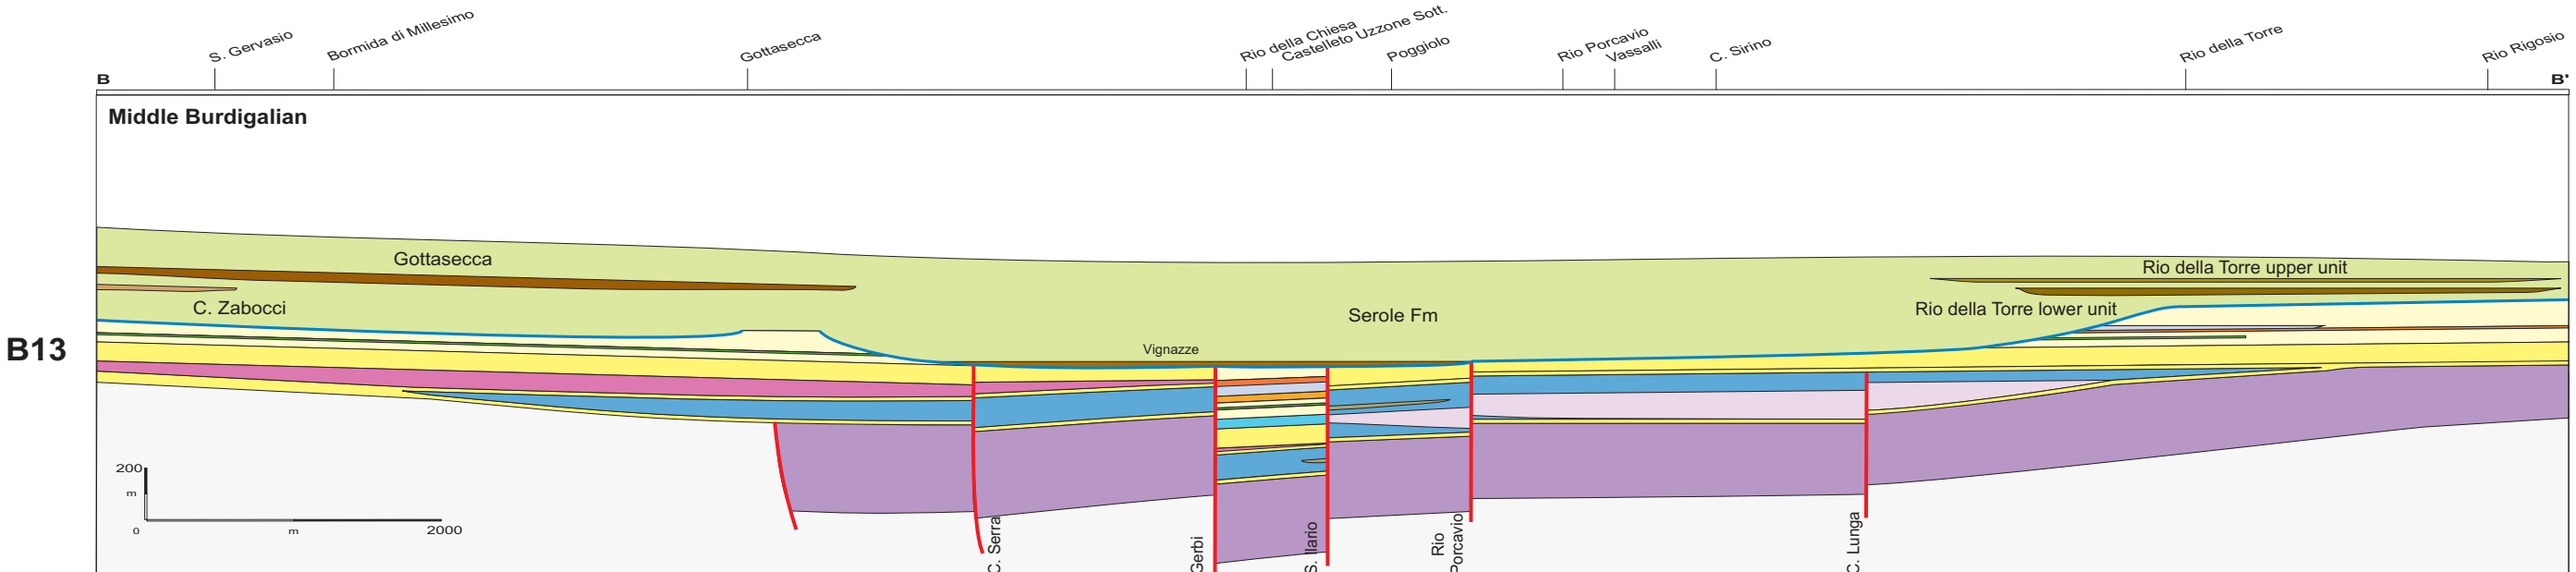 S. Gervasio
Bormida di Millesimo
Gottasecca
Rio della Chiesa
Castelleto Uzzone Sott.
Poggiolo
Rio Porcavio
Vassalli
C. Sirino
Rio della Torre
Rio Rigosio
B
B'
Middle Burdigalian
Gottasecca
Rio della Torre upper unit
C. Zabocci
Serole Fm
Rio della Torre lower unit
B13
Vignazze
200
m
0
m
2000
C. Serra
Gerbi
S. Ilario
Rio
Porcavio
C. Lunga